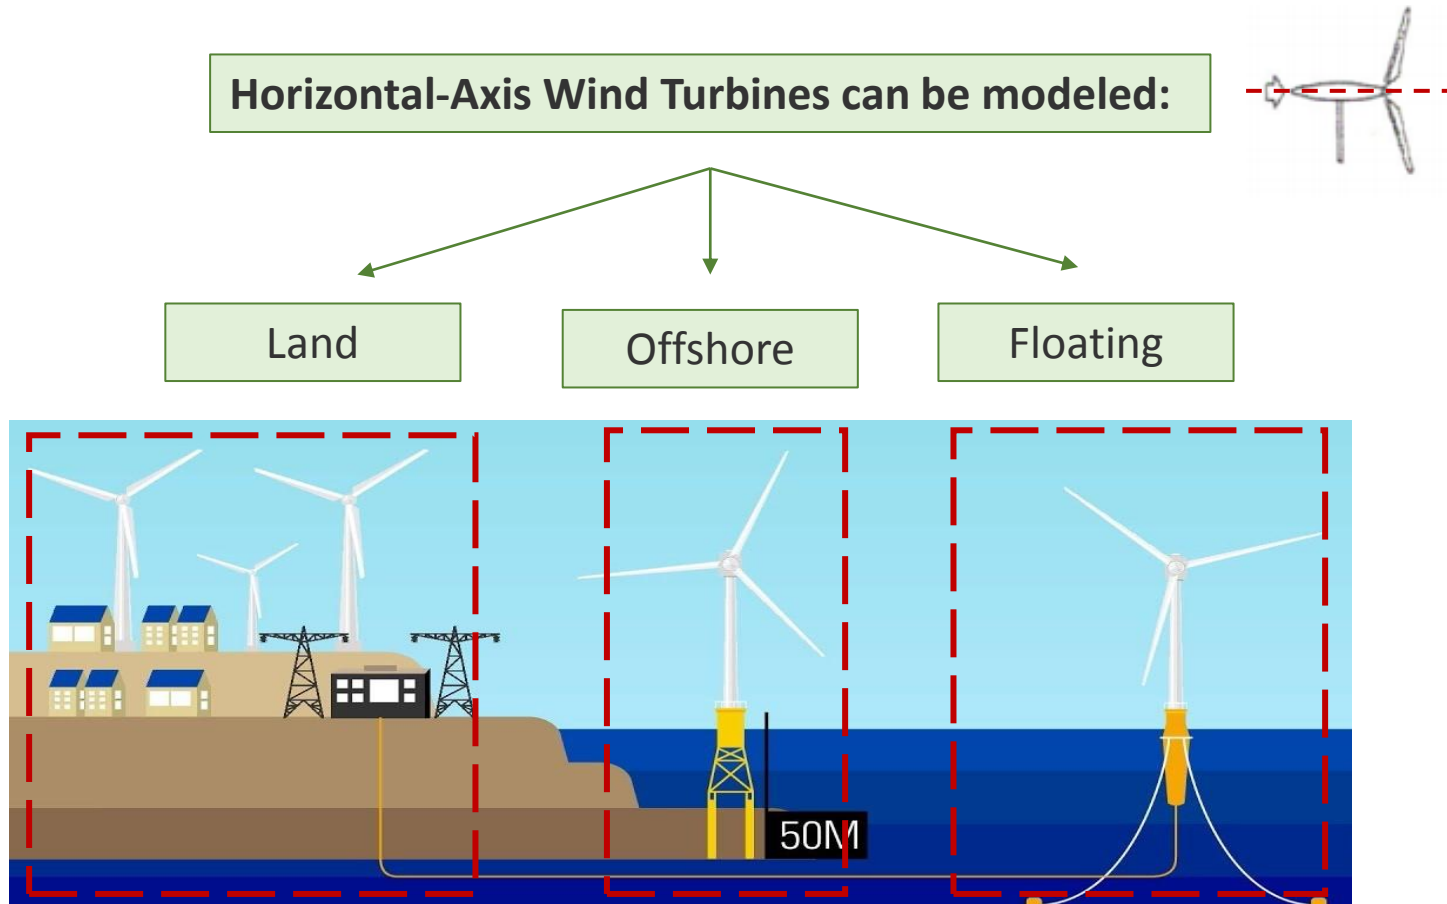 Horizontal-Axis Wind Turbines can be modeled:
Land
Offshore
Floating
50M